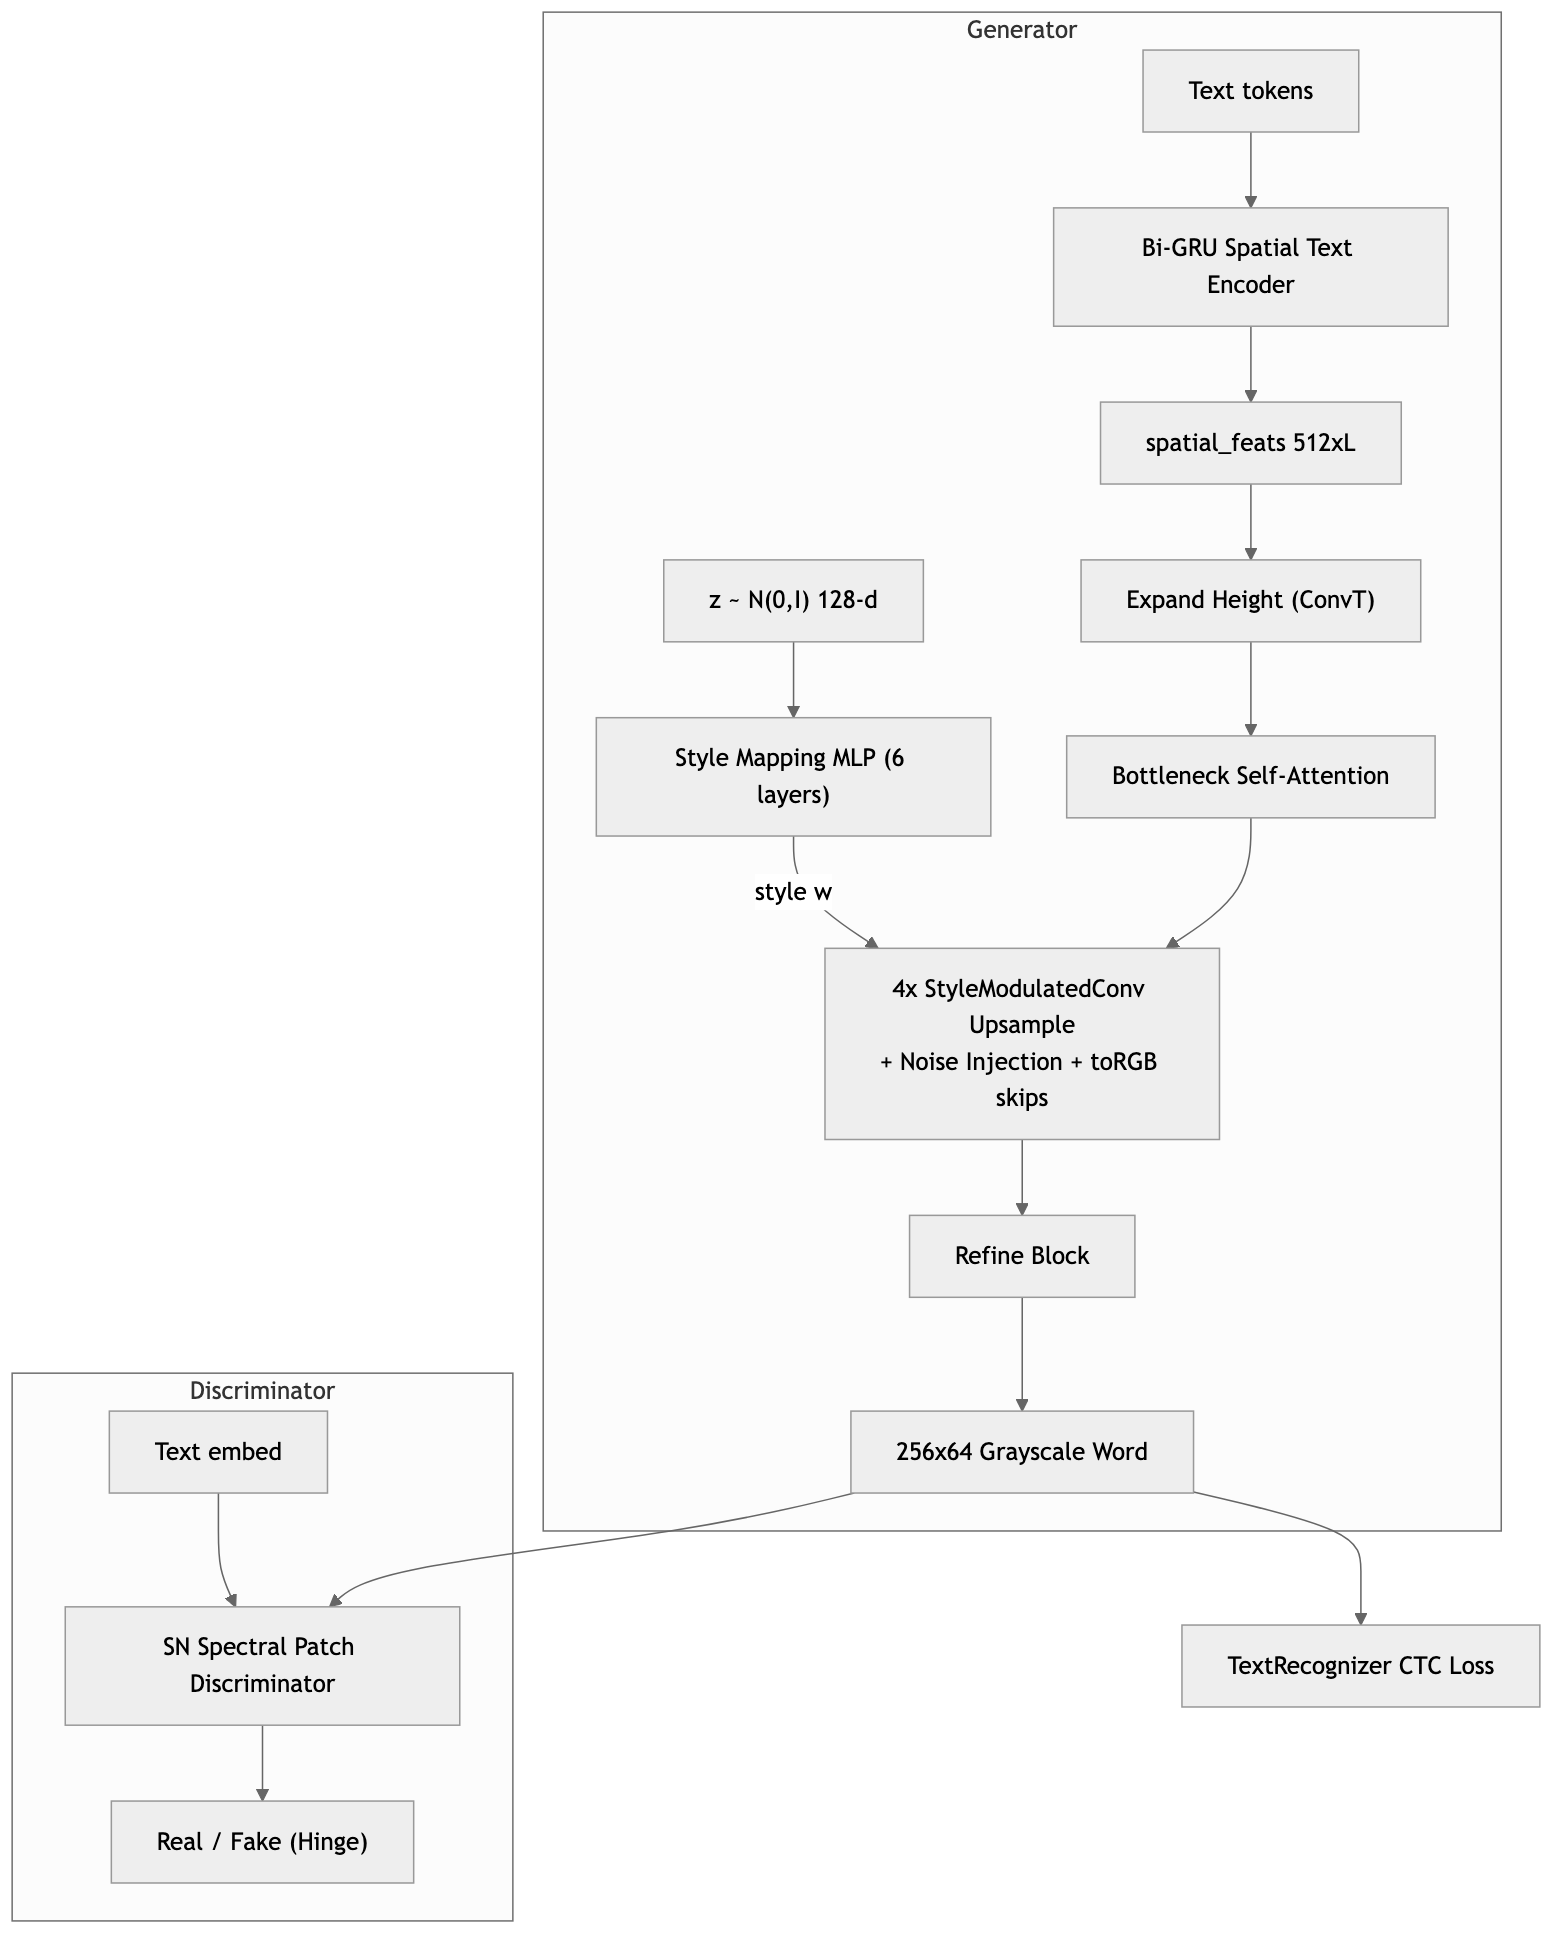 Generator
Text tokens
Bi-GRU Spatial Text
Encoder
spatial_feats 512xL
z ~ N(0,I) 128-d
Expand Height (ConvT)
Style Mapping MLP (6
layers)
Bottleneck Self-Attention
style w
4x StyleModulatedConv
Upsample
+ Noise Injection + toRGB
skips
Refine Block
256x64 Grayscale Word
Discriminator
Text embed
SN Spectral Patch
Discriminator
TextRecognizer CTC Loss
Real / Fake (Hinge)